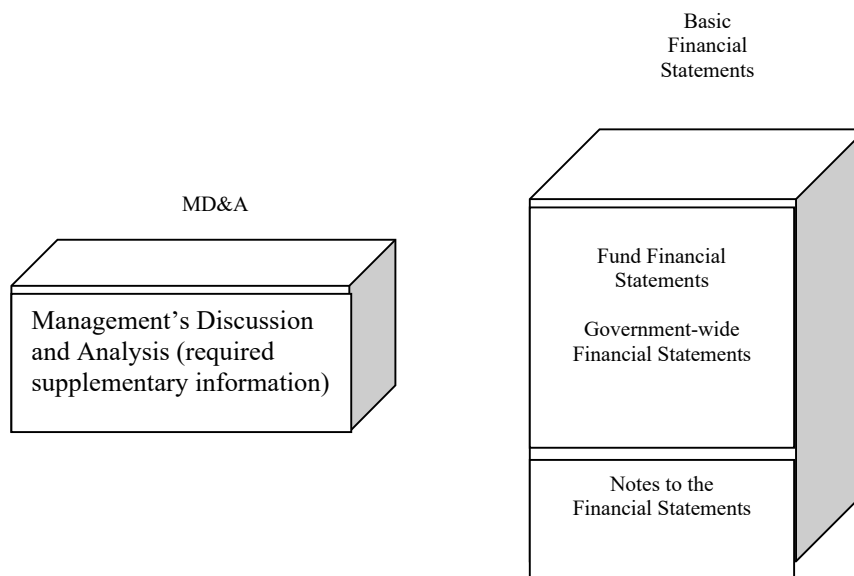 MD&A
Management’s Discussion
and Analysis (required
supplementary information)
Basic
Financial
Statements
Fund Financial
Statements
Government-wide
Financial Statements
Notes to the
Financial Statements